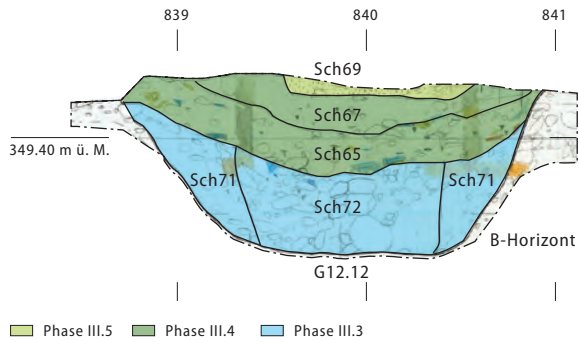 839 840 841
Sch69
Sch67
349.40 m ü. M.
Sch65
Sch71 Sch71
Sch72
B-Horizont
G12.12
Phase III.5 Phase III.4 Phase III.3